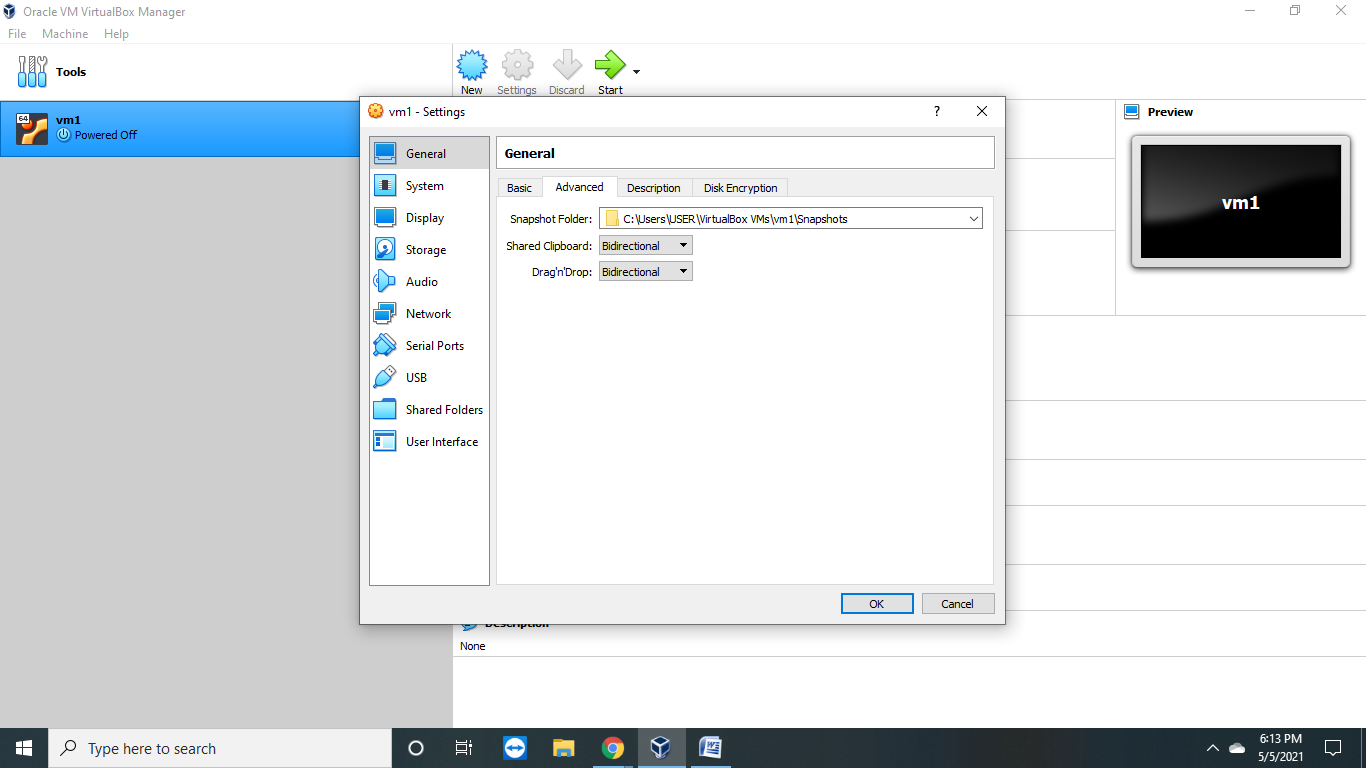 Oracle VM VirtualBox Manager
File Machine Help
Tools
New Settings Discard Start
64
vm1
Powered Off
vm1 - Settings
?
Preview
vm1
General
System
Display
Storage
Audio
Network
Serial Ports
USB
Shared Folders
User Interface
General
Basic Advanced Description Disk Encryption
Snapshot Folder: C:\Users\USER\VirtualBox VMs\vm1\Snapshots
Shared Clipboard: Bidirectional
Drag'n'Drop: Bidirectional
OK Cancel
Description
None
Type here to search
6:13 PM
5/5/2021